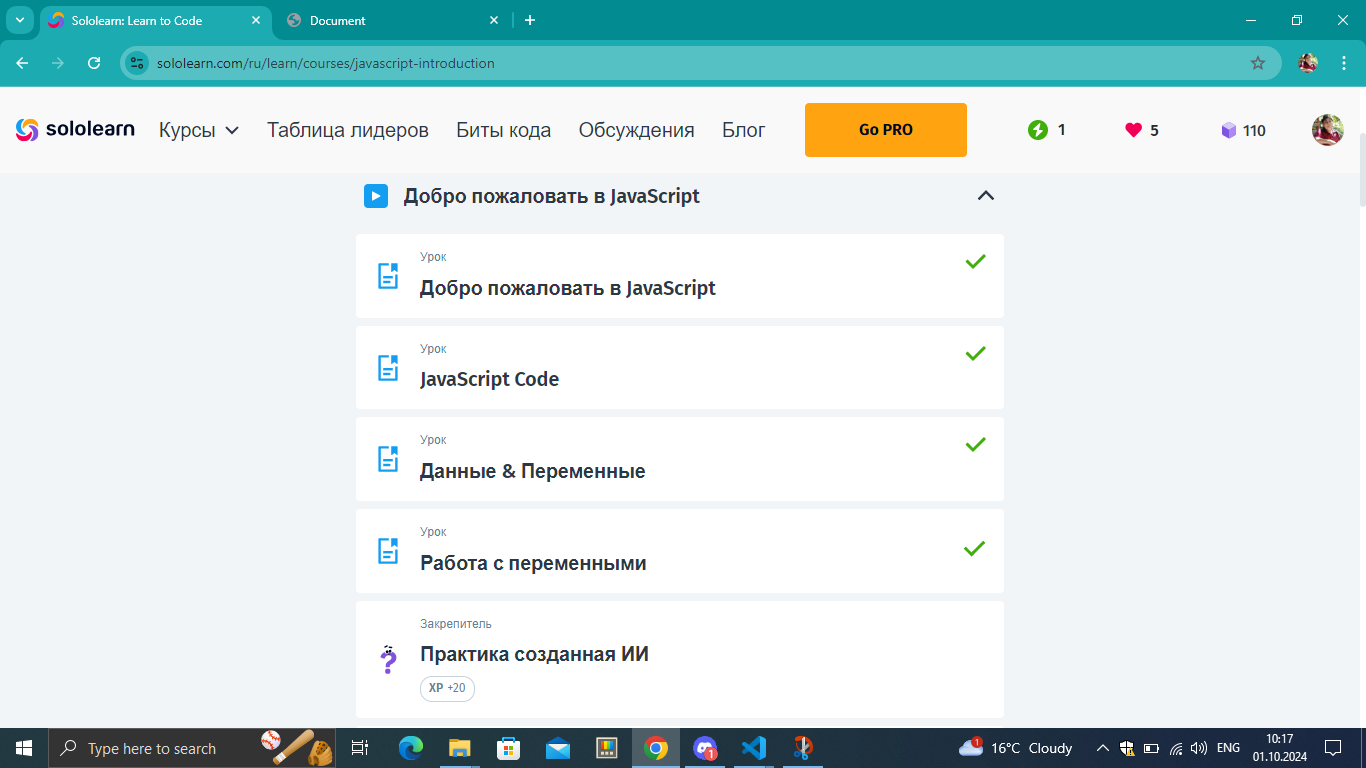 Sololearn: Learn to Code
Document
sololearn.com/ru/learn/courses/javascript-introduction
sololearn
Курсы
Таблица лидеров
Биты кода
Обсуждения
Блог
Go PRO
1
5
110
Добро пожаловать в JavaScript
Урок
Добро пожаловать в JavaScript
Урок
JavaScript Code
Урок
Данные & Переменные
Урок
Работа с переменными
Закрепитель
Практика созданная ИИ
XP +20
Type here to search
1
1
16°C Cloudy
ENG
10:17
01.10.2024